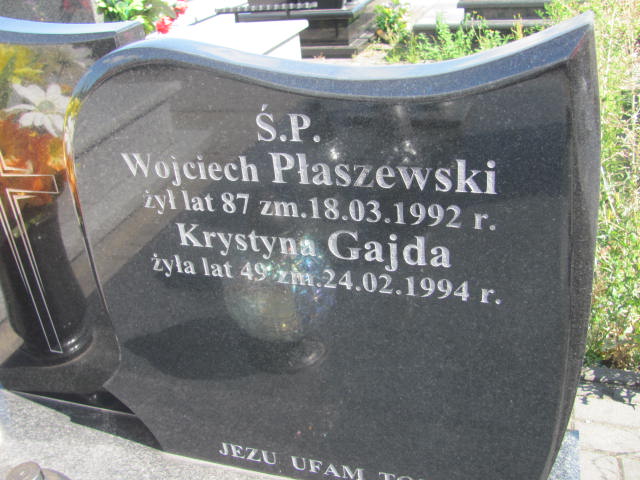 Ś.P.
Wojciech Płaszewski
żył lat 87 zm.18.03.1992 r.
Krystyna Gajda
żyła lat 49 zm.24.02.1994 r.
JEZU UFAM